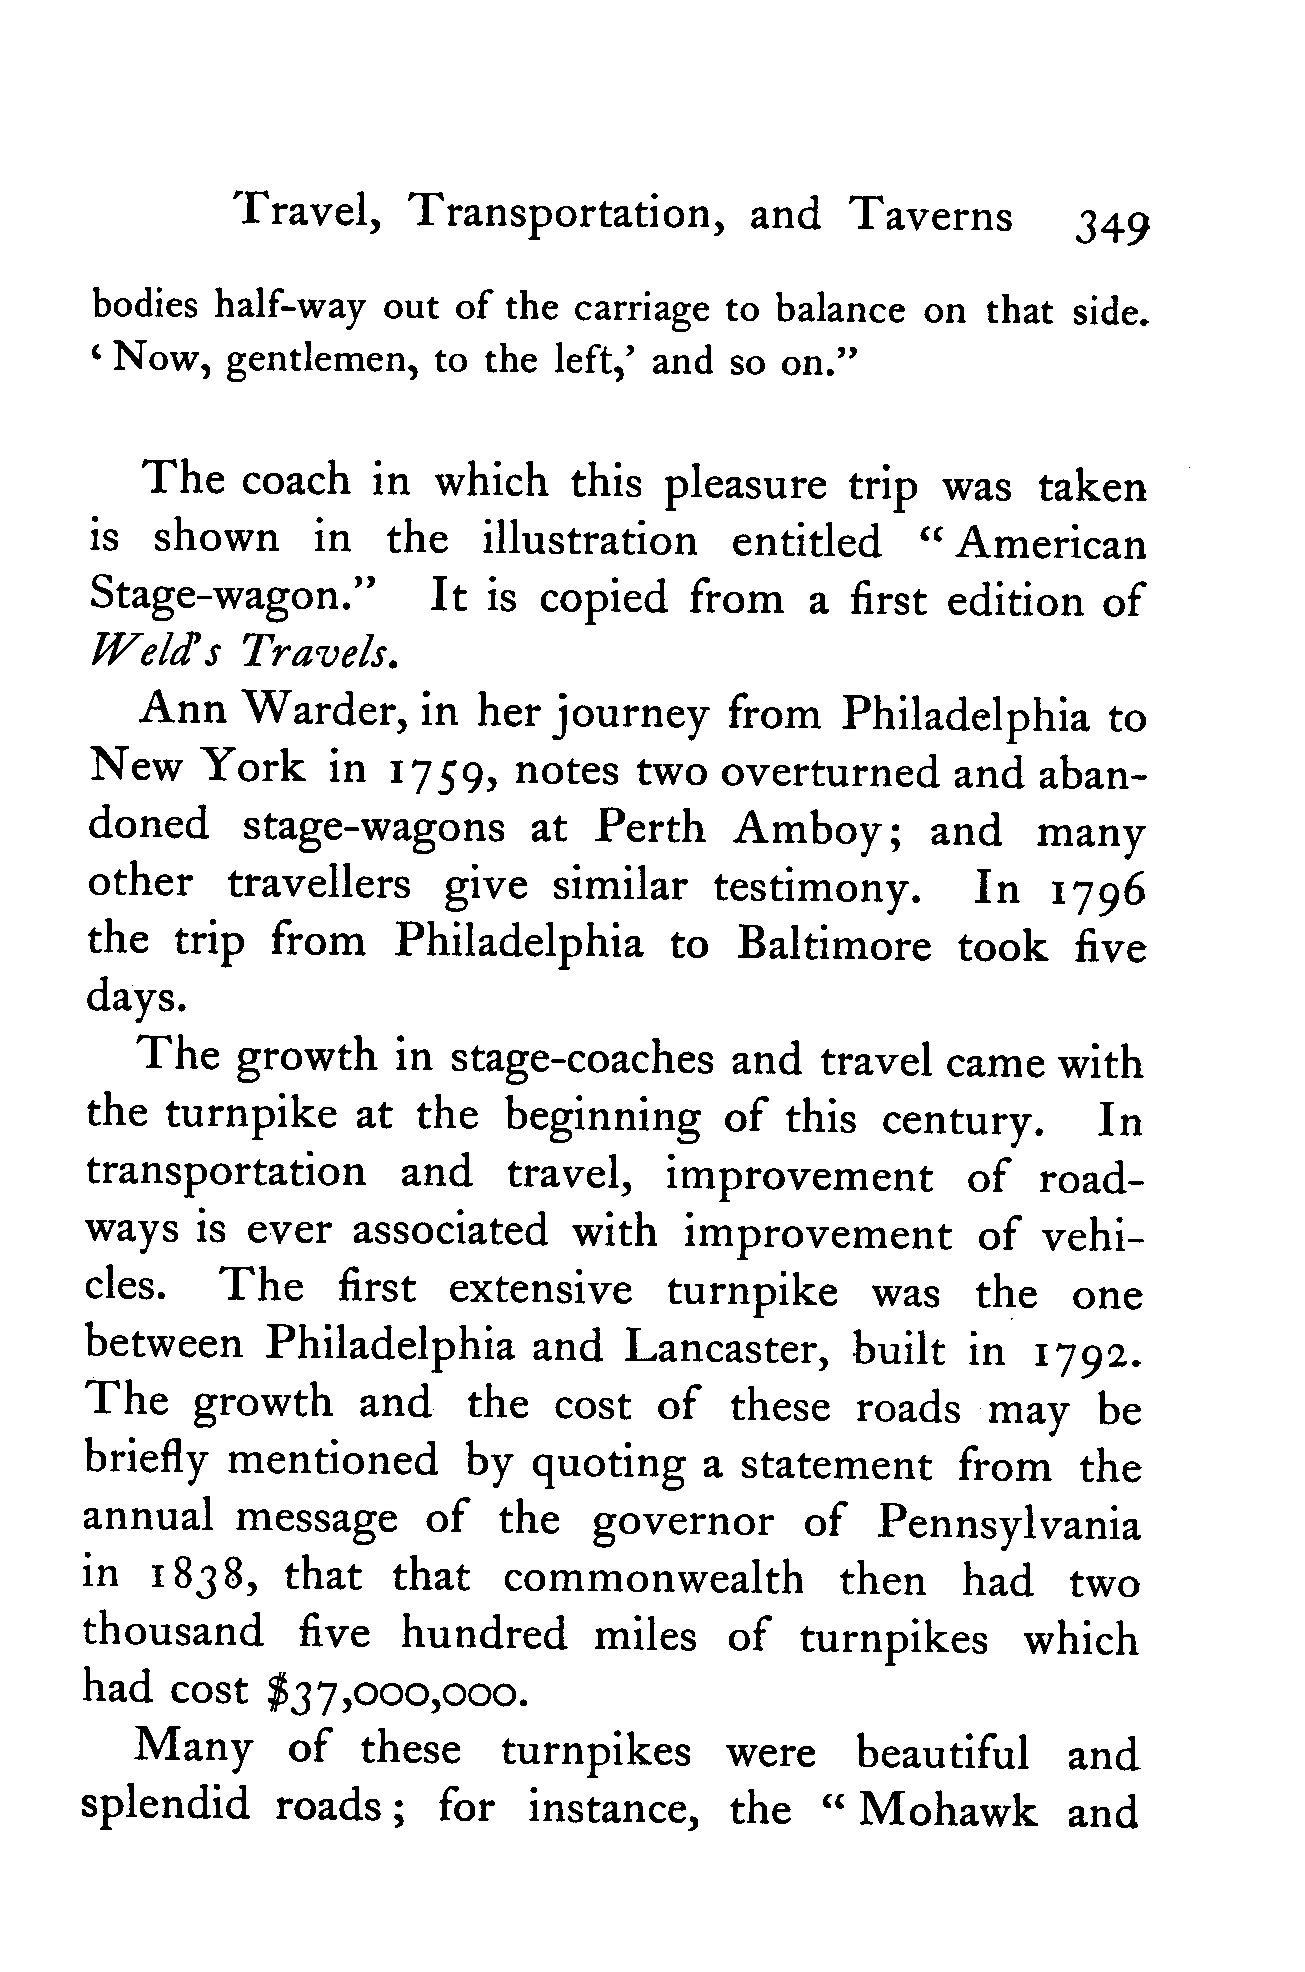 Travel, Transportation, and Taverns 349
bodies half-way out of the carriage to balance on that side.
‘ Now, gentlemen, to the left,’ and so on.”
The coach in which this pleasure trip was taken
is shown in the illustration entitled “ American
Stage-wagon.” It is copied from a first edition of
Weld’s Travels.
Ann Warder, in her journey from Philadelphia to
New York in 1759, notes two overturned and aban-
doned stage-wagons at Perth Amboy; and many
other travellers give similar testimony. In 1796
the trip from Philadelphia to Baltimore took five
days.
The growth in stage-coaches and travel came with
the turnpike at the beginning of this century. In
transportation and travel, improvement of road-
ways is ever associated with improvement of vehi-
cles. The first extensive turnpike was the one
between Philadelphia and Lancaster, built in 1792.
The growth and the cost of these roads may be
briefly mentioned by quoting a statement from the
annual message of the governor of Pennsylvania
in 1838, that that commonwealth then had two
thousand five hundred miles of turnpikes which
had cost $37,000,000.
Many of these turnpikes were beautiful and
splendid roads ; for instance, the “ Mohawk and